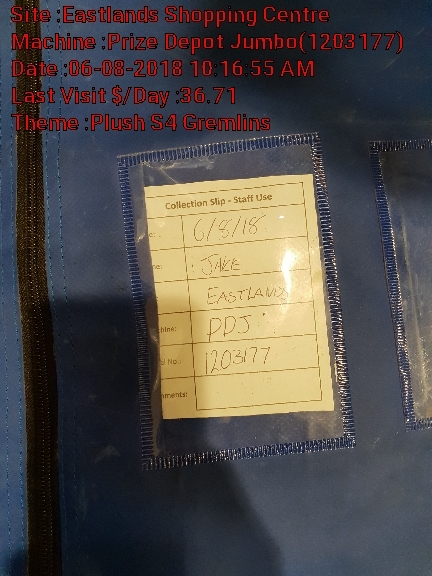 Site :Eastlands Shopping Centre
Machine :Prize Depot Jumbo(1203177)
Date :06-08-2018 10:16:55 AM
Last Visit $/Day :36.71
Theme :Plush S4 Gremlins
Collection Slip - Staff Use
6/8/18
JAKE
EASTLANDS
PDJ
1203177